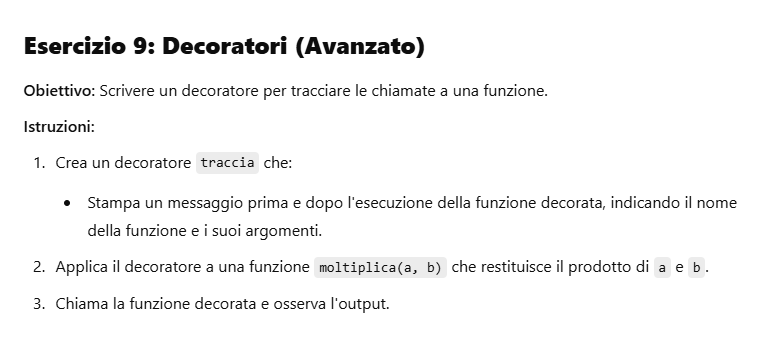 Esercizio 9: Decoratori (Avanzato)
Obiettivo: Scrivere un decoratore per tracciare le chiamate a una funzione.
Istruzioni:
1. Crea un decoratore traccia che:
• Stampa un messaggio prima e dopo l'esecuzione della funzione decorata, indicando il nome
della funzione e i suoi argomenti.
2. Applica il decoratore a una funzione moltiplica(a, b) che restituisce il prodotto di a e b.
3. Chiama la funzione decorata e osserva l'output.